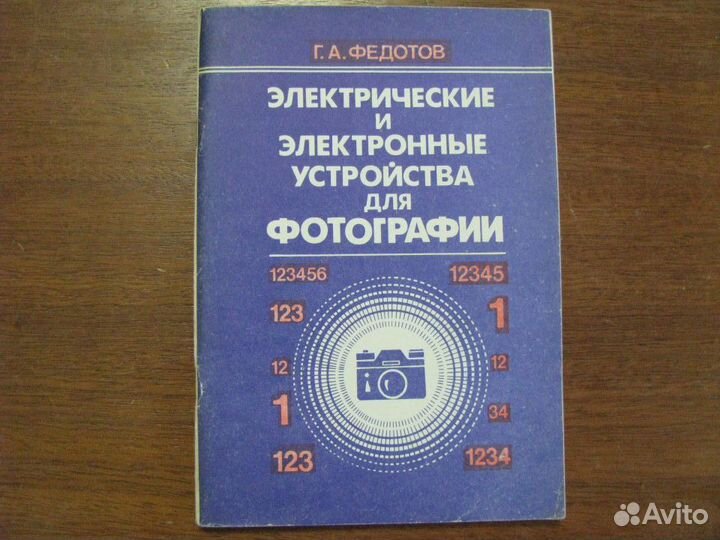 Г. А. ФЕДОТОВ
ЭЛЕКТРИЧЕСКИЕ
И
ЭЛЕКТРОННЫЕ
УСТРОЙСТВА
ДЛЯ
ФОТОГРАФИИ
123456 12345
123 1
12 12
1 34
123 1234
Avito